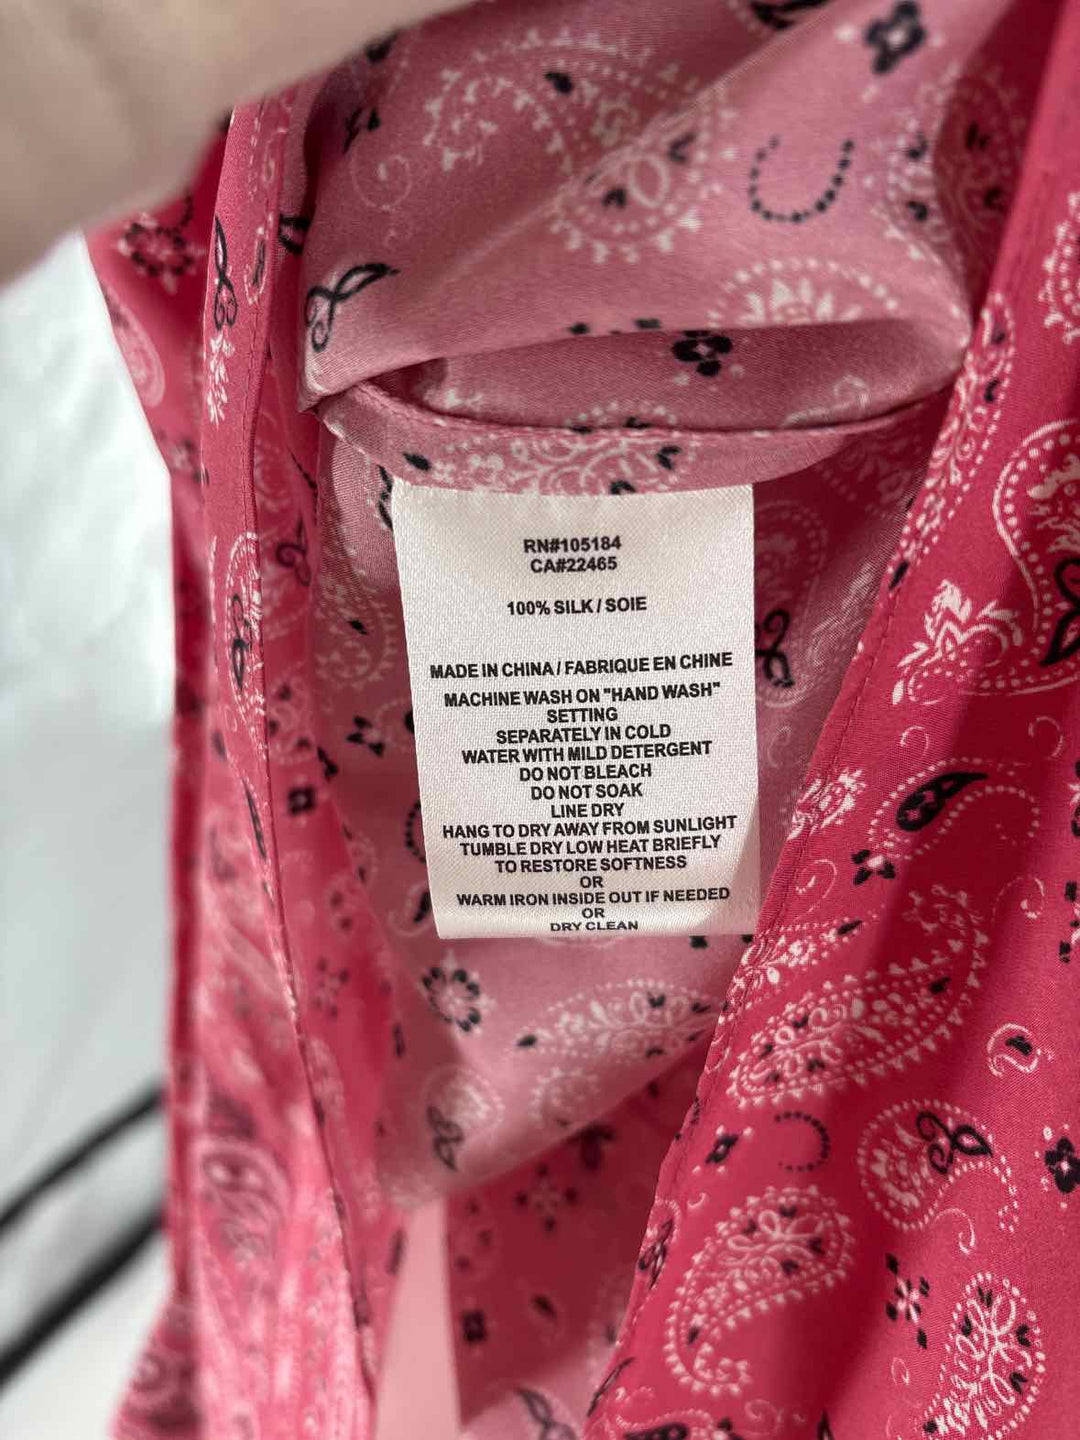 RN#105184
CA#22465
100% SILK / SOIE
MADE IN CHINA / FABRIQUE EN CHINE
MACHINE WASH ON "HAND WASH"
SETTING
SEPARATELY IN COLD
WATER WITH MILD DETERGENT
DO NOT BLEACH
DO NOT SOAK
LINE DRY
HANG TO DRY AWAY FROM SUNLIGHT
TUMBLE DRY LOW HEAT BRIEFLY
TO RESTORE SOFTNESS
OR
WARM IRON INSIDE OUT IF NEEDED
OR
DRY CLEAN